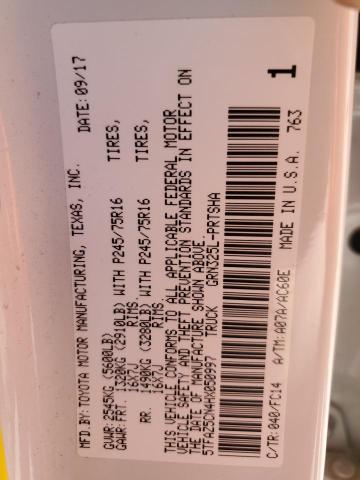 MFD.BY:TOYOTA MOTOR MANUFACTURING, TEXAS, INC. DATE: 09/17
GVWR:2545KG (5600LB)
GAWR:FRT. 1320KG (2910LB) WITH P245/75R16 TIRES,
16X7J RIMS.
RR. 1490KG (3280LB) WITH P245/75R16 TIRES,
16X7J RIMS.
THIS VEHICLE CONFORMS TO ALL APPLICABLE FEDERAL MOTOR
VEHICLE SAFETY AND THEFT PREVENTION STANDARDS IN EFFECT ON
THE DATE OF MANUFACTURE SHOWN ABOVE.
5TFAZ5CN4HX050997 TRUCK GRN325L-PRTSHA
C/TR:040/FC14 A/TM:A07A/AC60E MADE IN U.S.A. 763
1